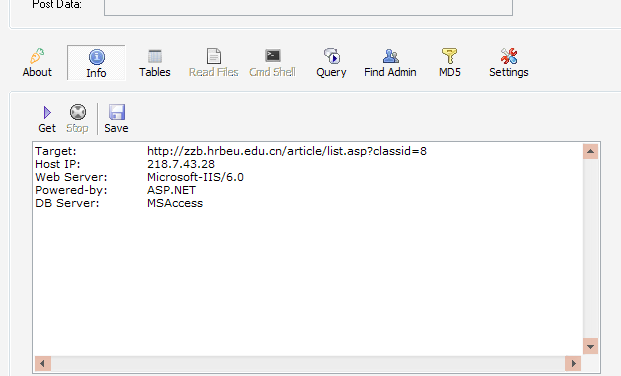 Post Data:
About Info Tables Read Files Cmd Shell Query Find Admin MD5 Settings
Get Stop Save
Target: http://zzb.hrbeu.edu.cn/article/list.asp?classid=8
Host IP: 218.7.43.28
Web Server: Microsoft-IIS/6.0
Powered-by: ASP.NET
DB Server: MSAccess